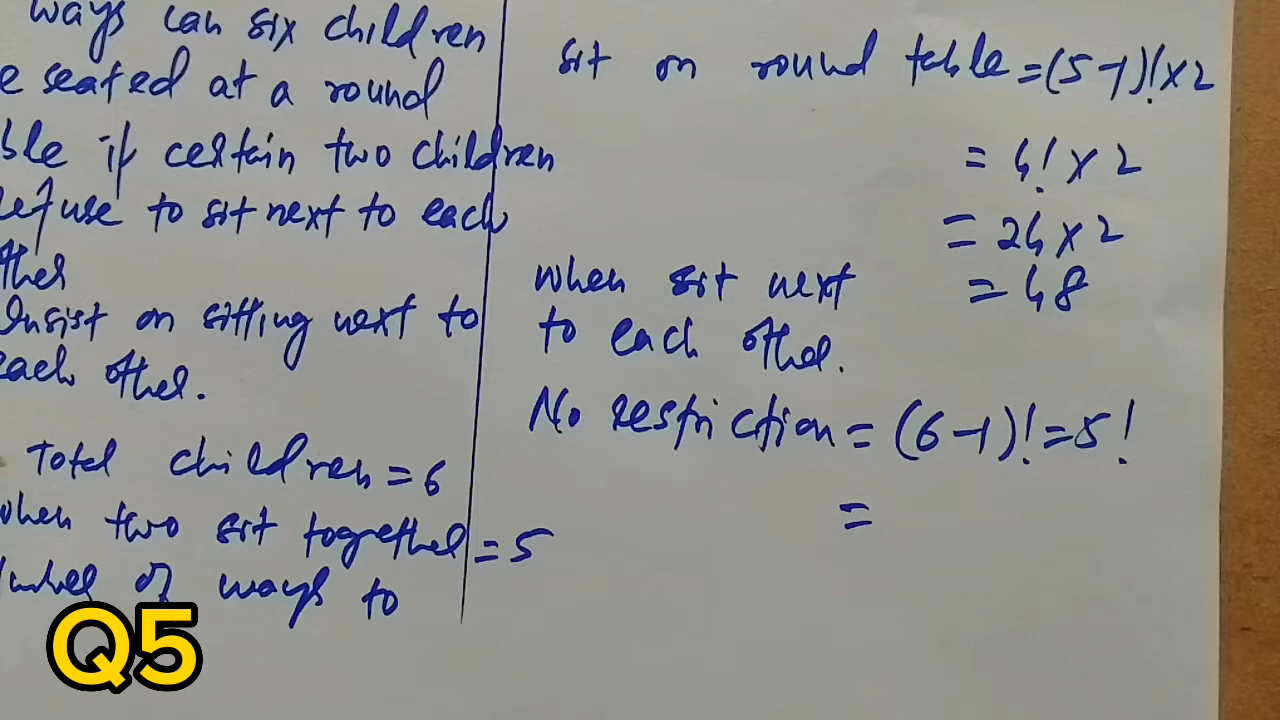 ways can six children
e seated at a round
ble if certain two children
refuse to sit next to each
ther
Insist on sitting next to
each other.
Total children = 6
when two sit together = 5
Number of ways to
sit on round table = (5-1)! x 2
= 4! x 2
= 24 x 2
= 48
when sit next
to each other.
No restriction = (6-1)! = 5!
=
Q5